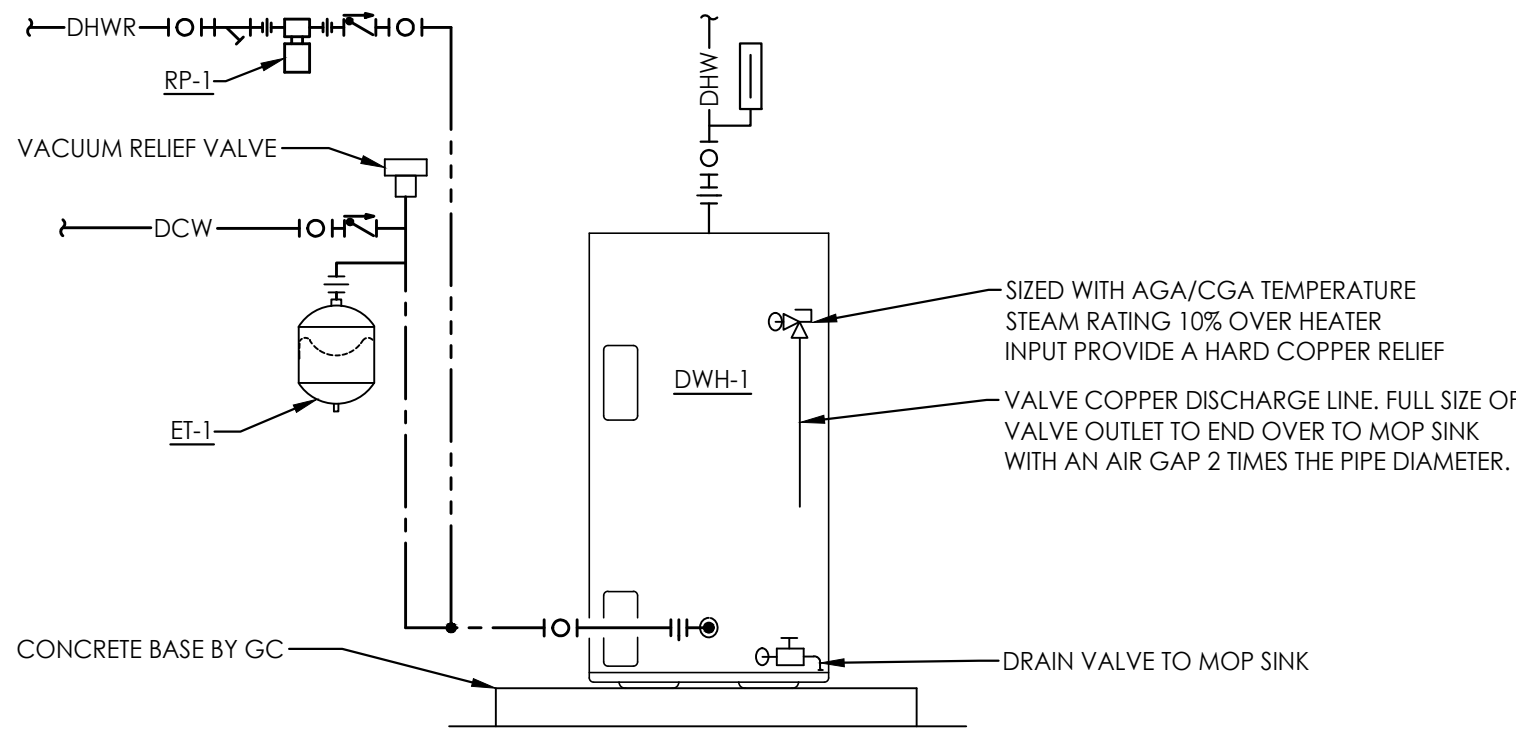 DHWR
RP-1
DHW
VACUUM RELIEF VALVE
DCW
ET-1
DWH-1
SIZED WITH AGA/CGA TEMPERATURE
STEAM RATING 10% OVER HEATER
INPUT PROVIDE A HARD COPPER RELIEF
VALVE COPPER DISCHARGE LINE. FULL SIZE OF
VALVE OUTLET TO END OVER TO MOP SINK
WITH AN AIR GAP 2 TIMES THE PIPE DIAMETER.
CONCRETE BASE BY GC
DRAIN VALVE TO MOP SINK